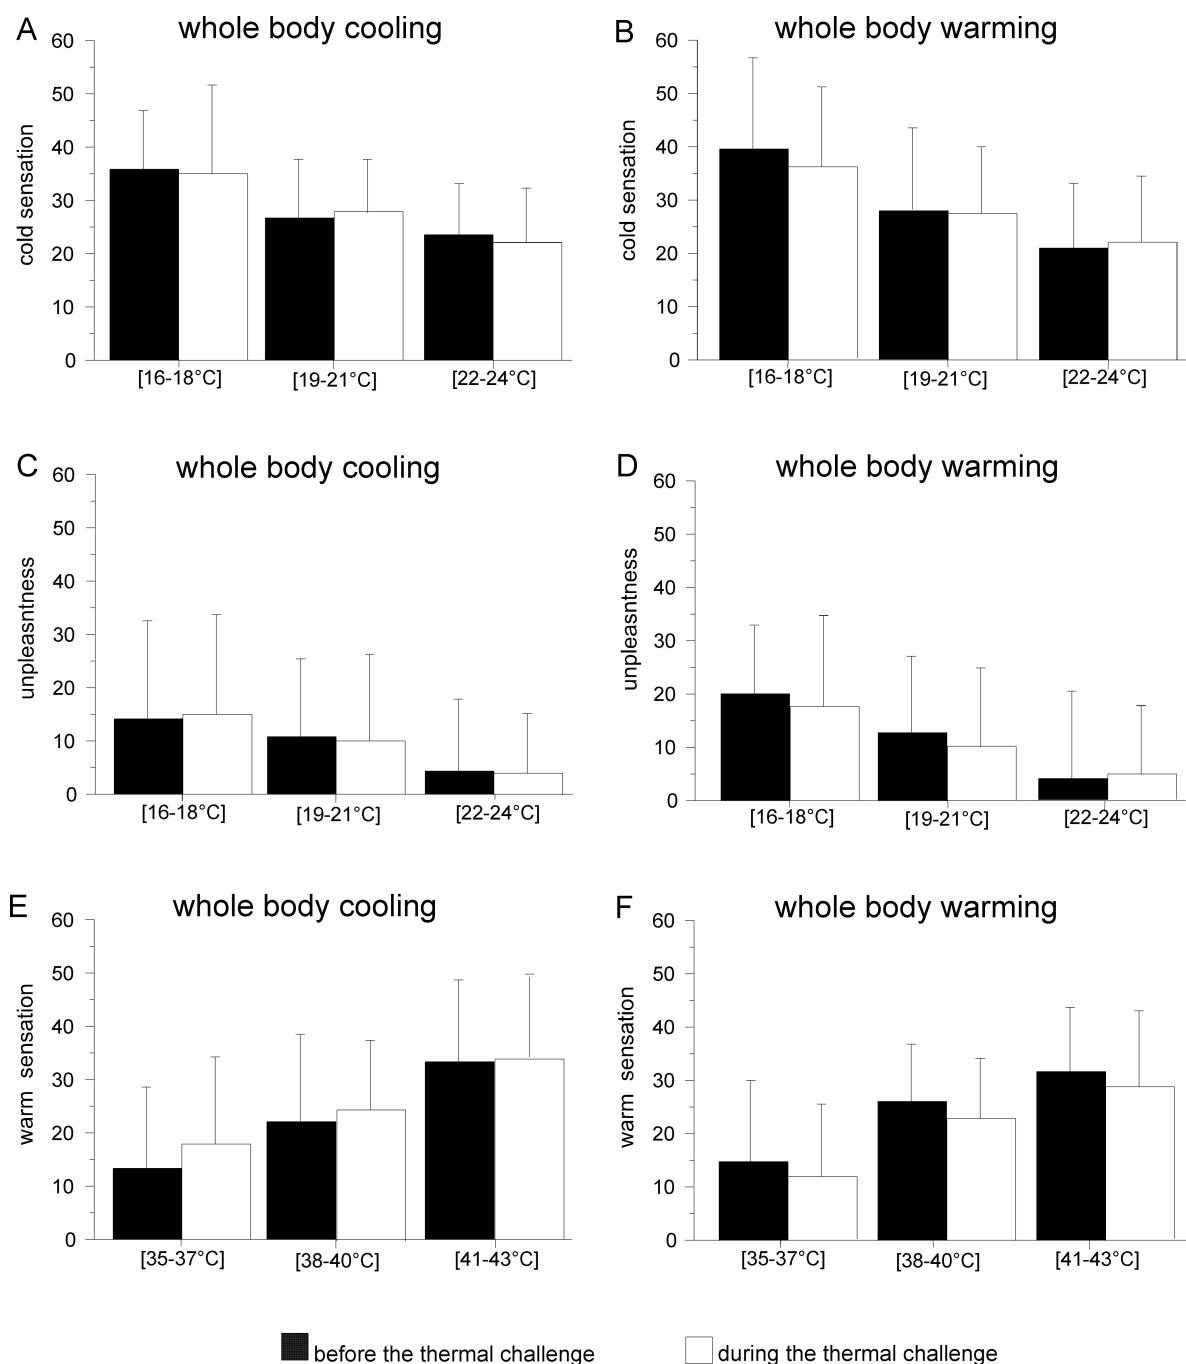 A whole body cooling
60
50
40
30
20
10
0
cold sensation
[16-18°C] [19-21°C] [22-24°C]
B whole body warming
60
50
40
30
20
10
0
cold sensation
[16-18°C] [19-21°C] [22-24°C]
C whole body cooling
60
50
40
30
20
10
0
unpleasntness
[16-18°C] [19-21°C] [22-24°C]
D whole body warming
60
50
40
30
20
10
0
unpleasntness
[16-18°C] [19-21°C] [22-24°C]
E whole body cooling
60
50
40
30
20
10
0
warm sensation
[35-37°C] [38-40°C] [41-43°C]
F whole body warming
60
50
40
30
20
10
0
warm sensation
[35-37°C] [38-40°C] [41-43°C]
before the thermal challenge during the thermal challenge